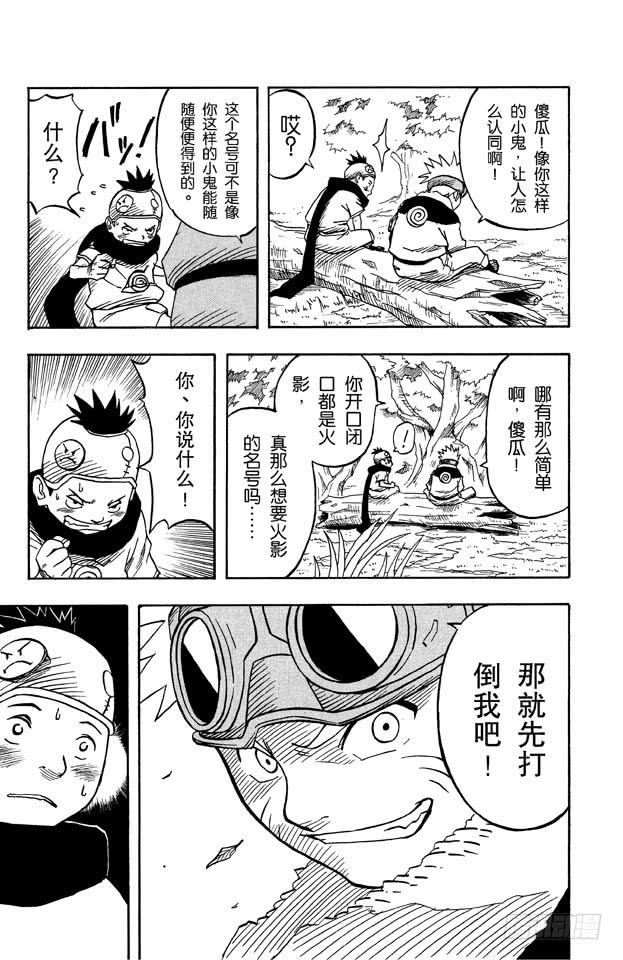 傻瓜！像你这样
的小鬼，让人怎
么认同啊！
哎？
这个名号可不是像
你这样的小鬼能随
随便便得到的。
什么？
!!
哪有那么简单
啊，傻瓜！
你开口闭
口都是火
影，
真那么想要火影
的名号吗……
!
你、你说什么！
那就先打
倒我吧！